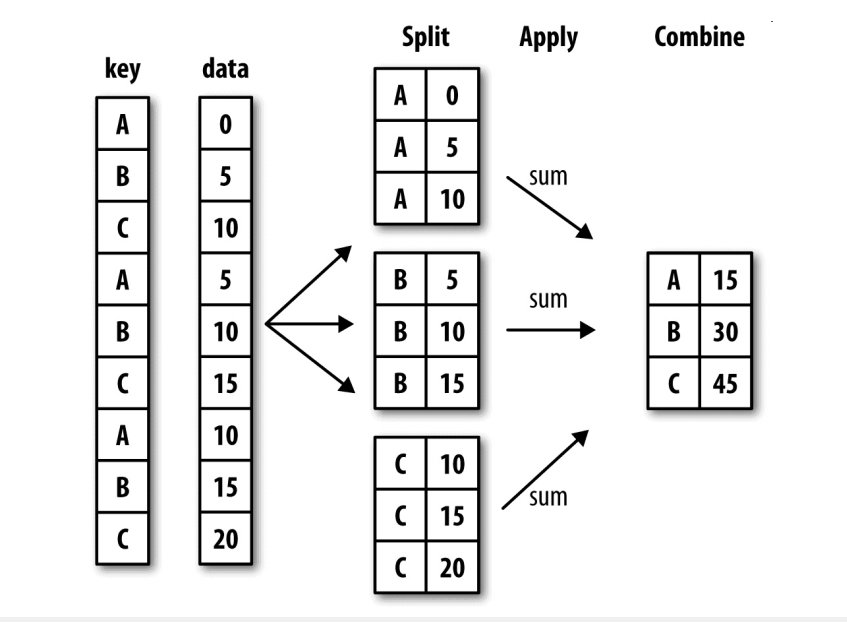 Split Apply Combine
key data
A 0
B 5
C 10
A 5
B 10
C 15
A 10
B 15
C 20
A 0
A 5
A 10
B 5
B 10
B 15
C 10
C 15
C 20
sum
sum
sum
A 15
B 30
C 45